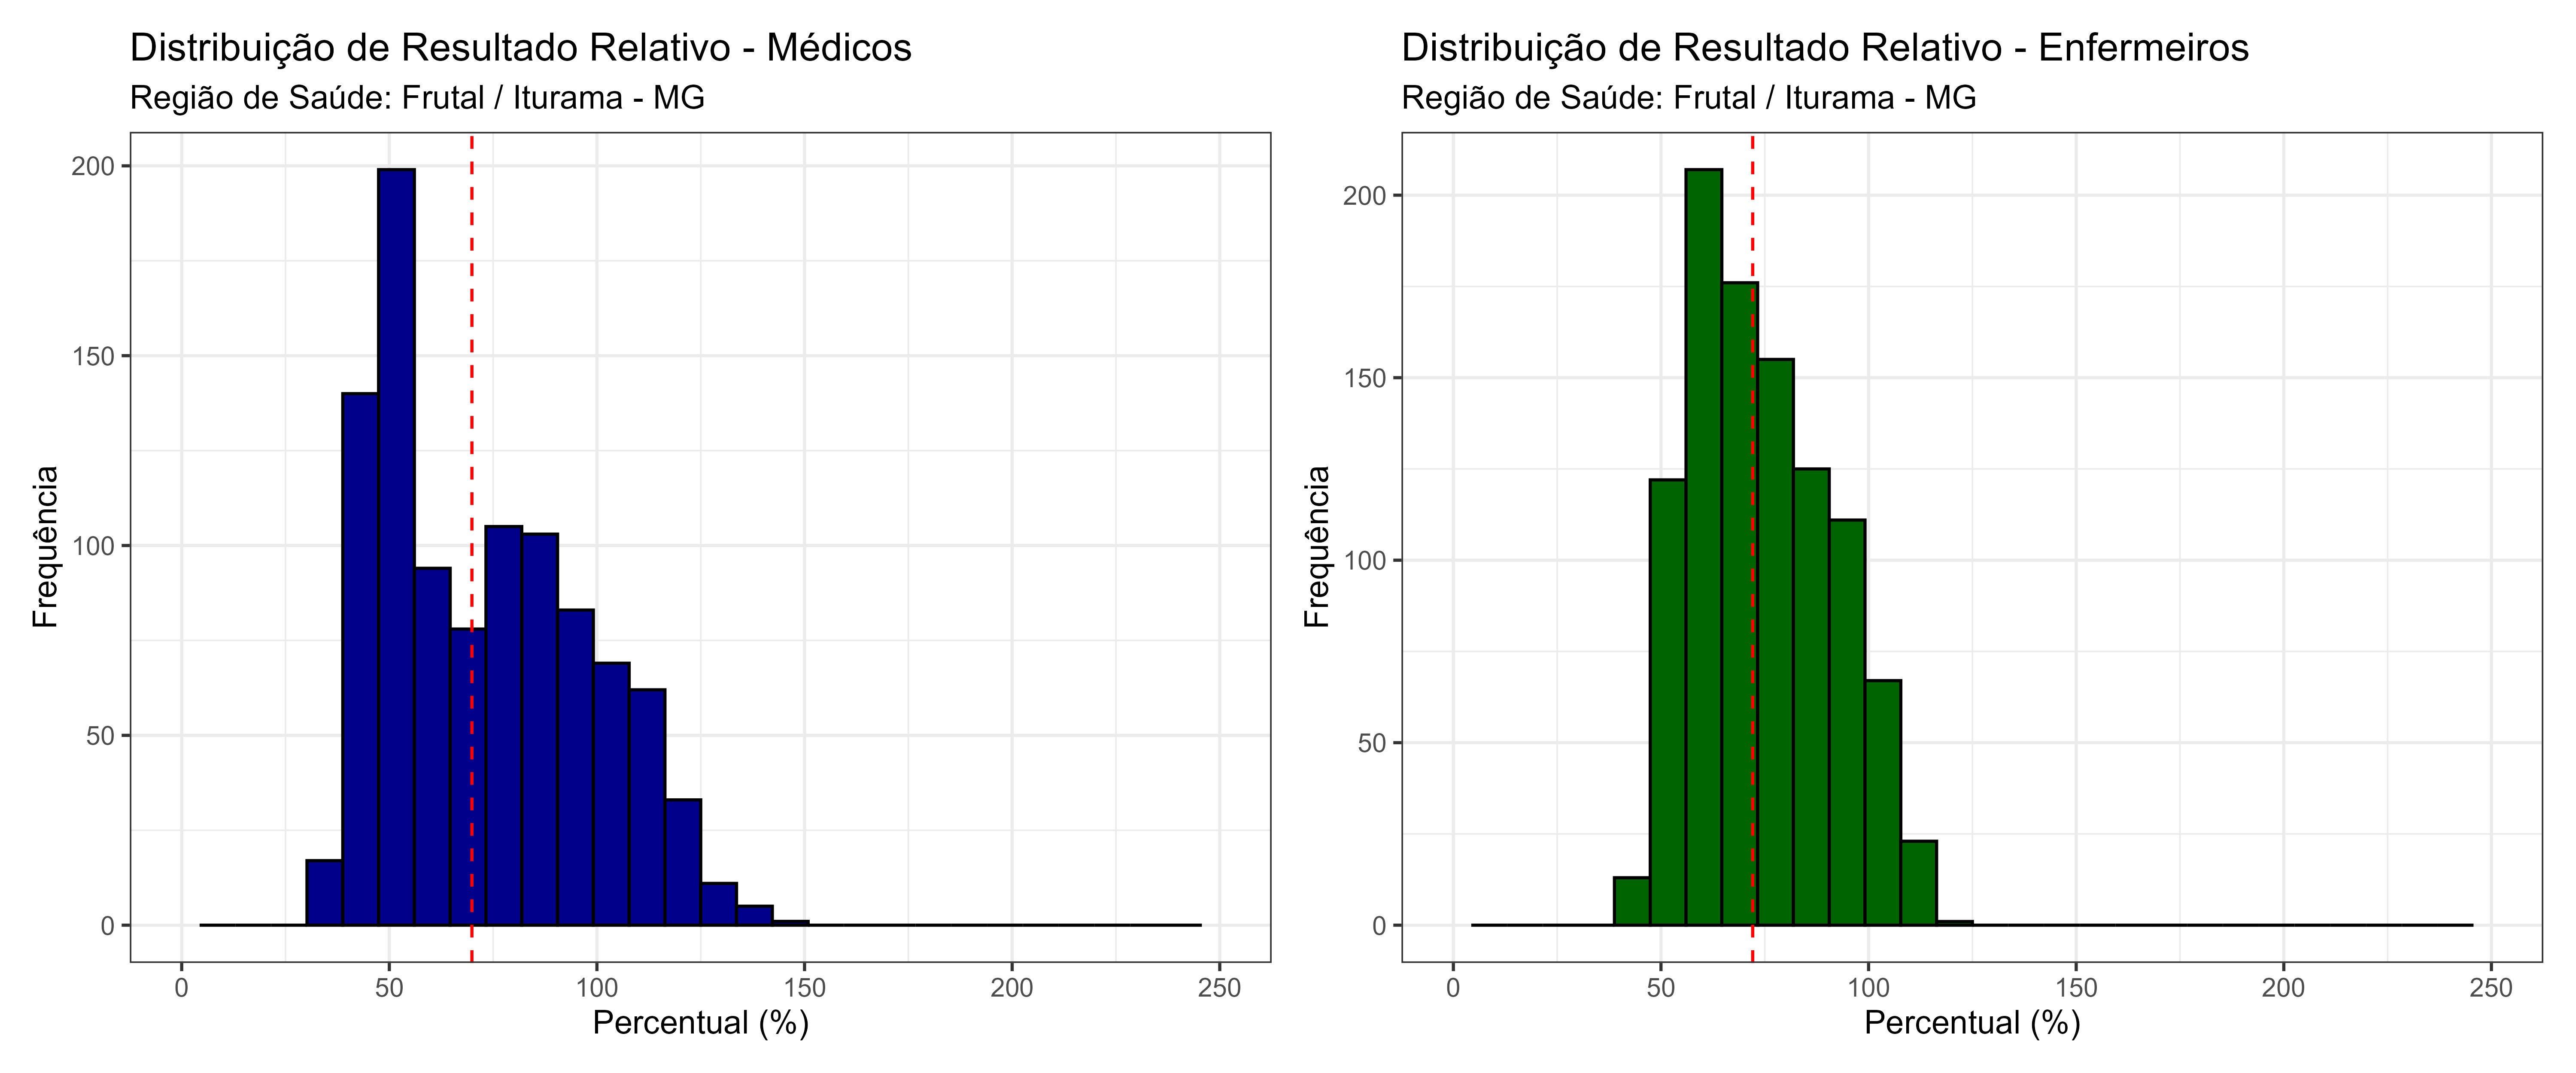 Distribuição de Resultado Relativo - Médicos
Região de Saúde: Frutal / Iturama - MG
Frequência
200
150
100
50
0
0 50 100 150 200 250
Percentual (%)
Distribuição de Resultado Relativo - Enfermeiros
Região de Saúde: Frutal / Iturama - MG
Frequência
200
150
100
50
0
0 50 100 150 200 250
Percentual (%)